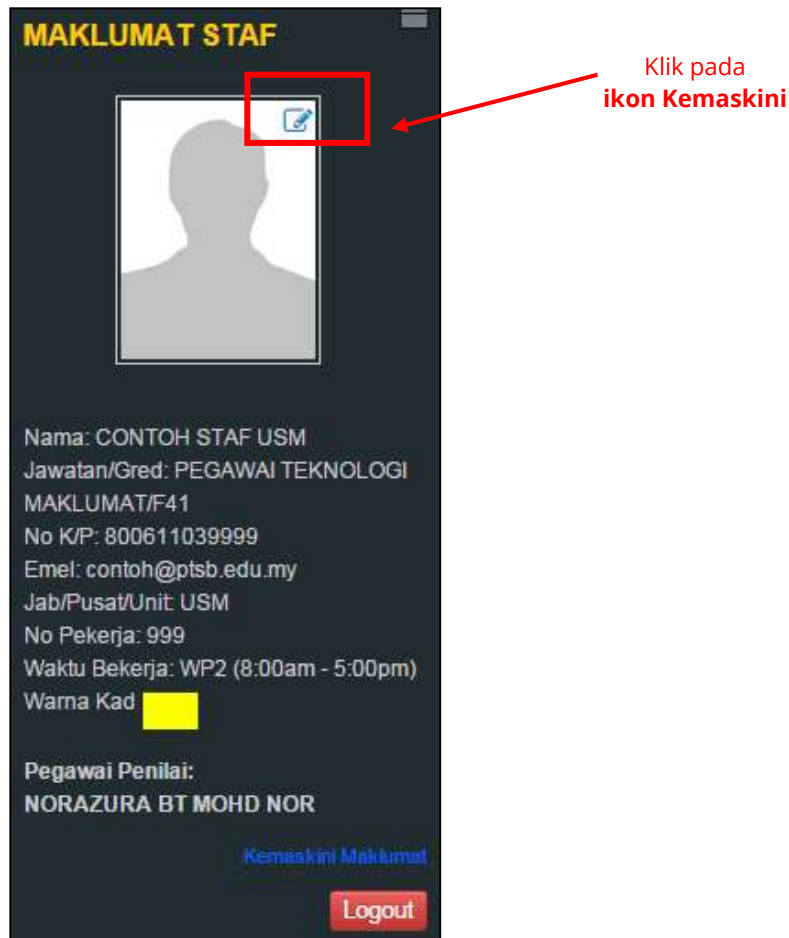 MAKLUMAT STAF
Klik pada
ikon Kemaskini
Nama: CONTOH STAF USM
Jawatan/Gred: PEGAWAI TEKNOLOGI
MAKLUMAT/F41
No K/P: 800611039999
Emel: contoh@ptsb.edu.my
Jab/Pusat/Unit: USM
No Pekerja: 999
Waktu Bekerja: WP2 (8:00am - 5:00pm)
Warna Kad
Pegawai Penilai:
NORAZURA BT MOHD NOR
Kemaskini Maklumat
Logout